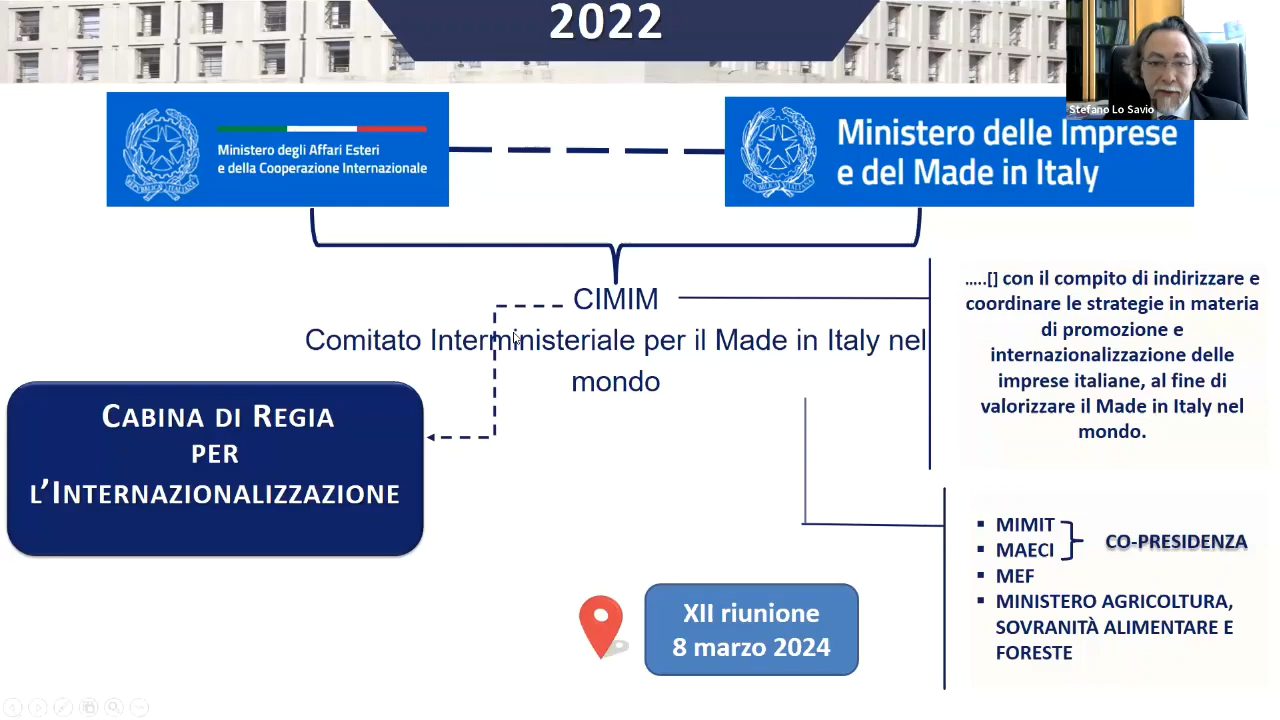 2022
Stefano Lo Savio
Ministero degli Affari Esteri
e della Cooperazione Internazionale
Ministero delle Imprese
e del Made in Italy
CIMIM
Comitato Interministeriale per il Made in Italy nel
mondo
…..[] con il compito di indirizzare e
coordinare le strategie in materia
di promozione e
internazionalizzazione delle
imprese italiane, al fine di
valorizzare il Made in Italy nel
mondo.
CABINA DI REGIA
PER
L’INTERNAZIONALIZZAZIONE
▪ MIMIT
▪ MAECI
CO-PRESIDENZA
▪ MEF
▪ MINISTERO AGRICOLTURA,
SOVRANITÀ ALIMENTARE E
FORESTE
XII riunione
8 marzo 2024